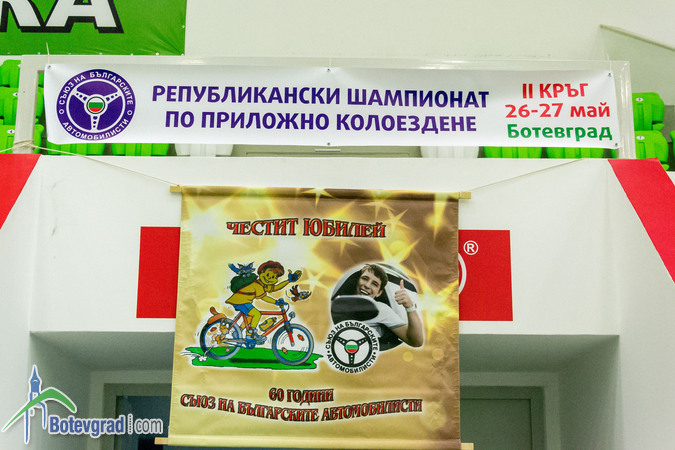 КА
СЪЮЗ НА БЪЛГАРСКИТЕ АВТОМОБИЛИСТИ
РЕПУБЛИКАНСКИ ШАМПИОНАТ
ПО ПРИЛОЖНО КОЛОЕЗДЕНЕ
II КРЪГ
26-27 май
Ботевград
ЧЕСТИТ ЮБИЛЕЙ
®
СЪЮЗ НА БЪЛГАРСКИТЕ АВТОМОБИЛИСТИ
60 ГОДИНИ
СЪЮЗ НА БЪЛГАРСКИТЕ АВТОМОБИЛИСТИ
Botevgrad.com